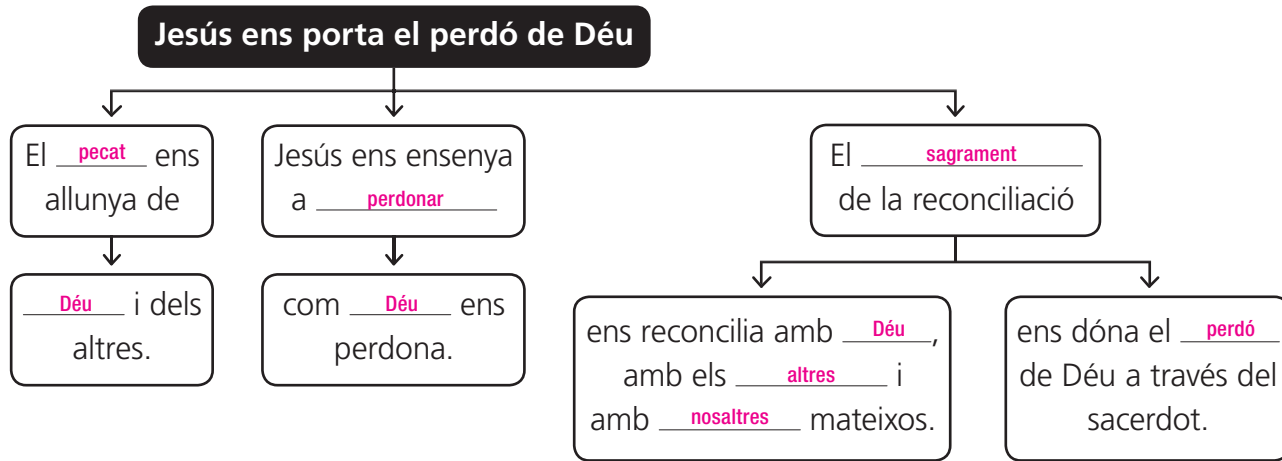 Jesús ens porta el perdó de Déu
El pecat ens
allunya de
Déu i dels
altres.
Jesús ens ensenya
a perdonar
com Déu ens
perdona.
El sagrament
de la reconciliació
ens reconcilia amb Déu,
amb els altres i
amb nosaltres mateixos.
ens dóna el perdó
de Déu a través del
sacerdot.